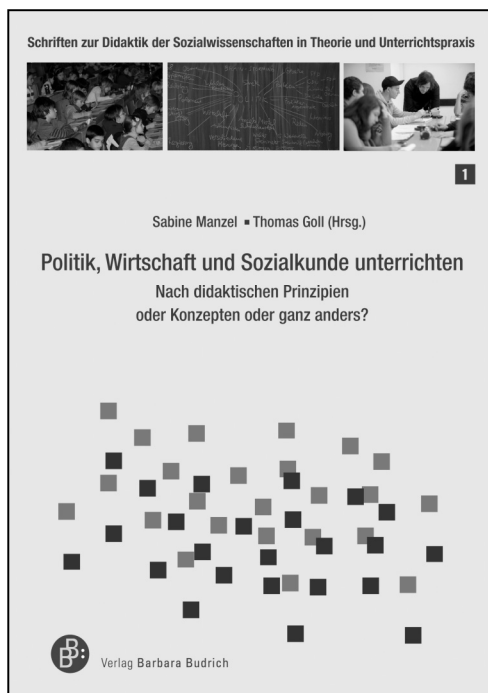 Schriften zur Didaktik der Sozialwissenschaften in Theorie und Unterrichtspraxis
1
Sabine Manzel ▪ Thomas Goll (Hrsg.)
Politik, Wirtschaft und Sozialkunde unterrichten
Nach didaktischen Prinzipien
oder Konzepten oder ganz anders?
BB:
Verlag Barbara Budrich